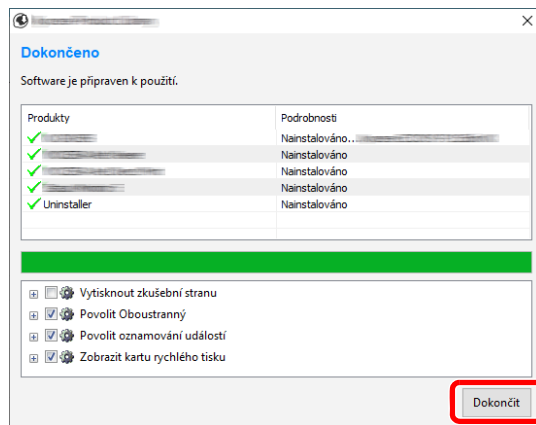 Dokončeno
Software je připraven k použití.
Produkty Podrobnosti
Nainstalováno..
Nainstalováno
Nainstalováno
Nainstalováno
Uninstaller Nainstalováno
Vytisknout zkušební stranu
Povolit Oboustranný
Povolit oznamování událostí
Zobrazit kartu rychlého tisku
Dokončit